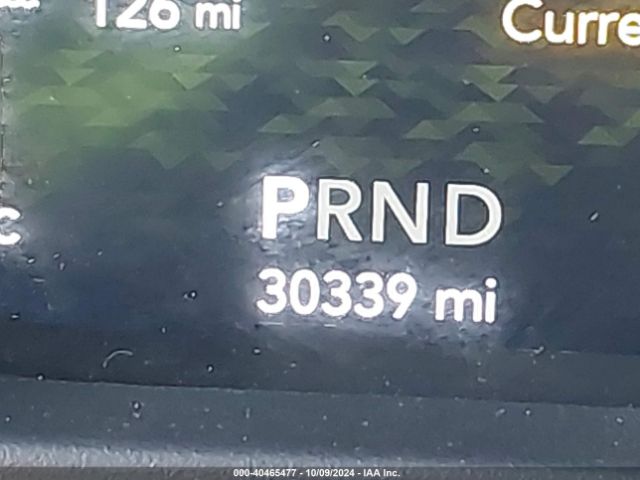 126 mi
Curre
C
PRND
30339 mi
000-40465477 - 10/09/2024 - IAA Inc.